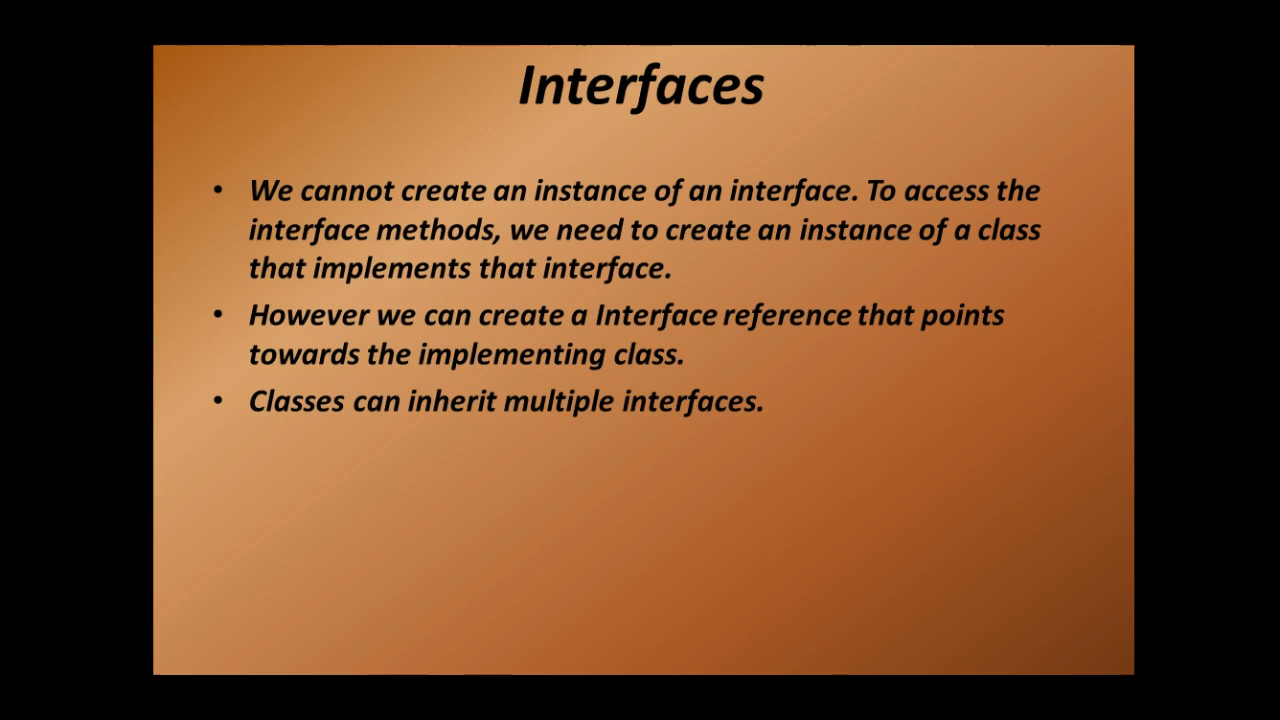 Interfaces
• We cannot create an instance of an interface. To access the
interface methods, we need to create an instance of a class
that implements that interface.
• However we can create a Interface reference that points
towards the implementing class.
• Classes can inherit multiple interfaces.